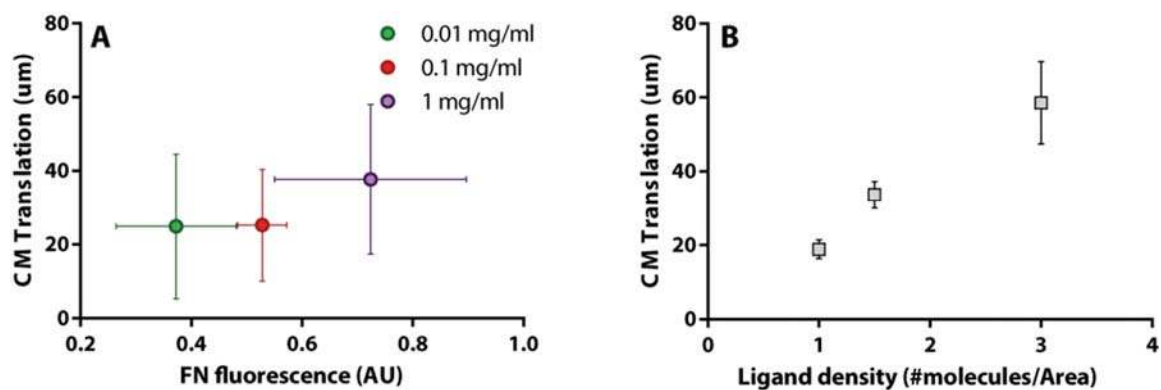 A
B
80
60
40
20
0
CM Translation (um)
0.01 mg/ml
0.1 mg/ml
1 mg/ml
0.2
0.4
0.6
0.8
1.0
FN fluorescence (AU)
80
60
40
20
0
CM Translation (um)
0
1
2
3
4
Ligand density (#molecules/Area)